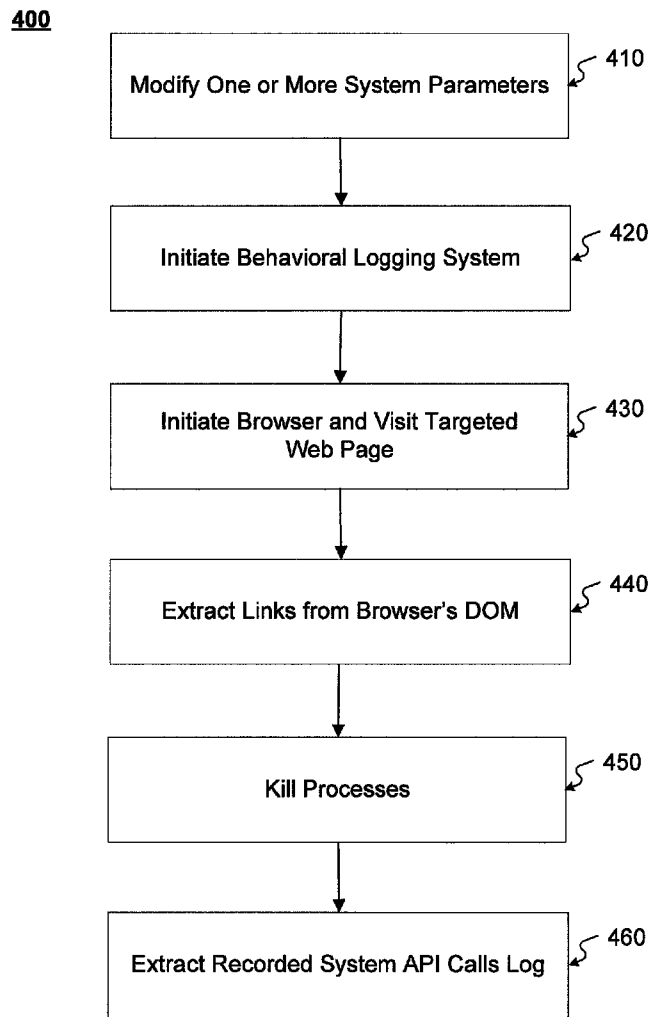 400
Modify One or More System Parameters
410
Initiate Behavioral Logging System
420
Initiate Browser and Visit Targeted
Web Page
430
Extract Links from Browser's DOM
440
Kill Processes
450
Extract Recorded System API Calls Log
460